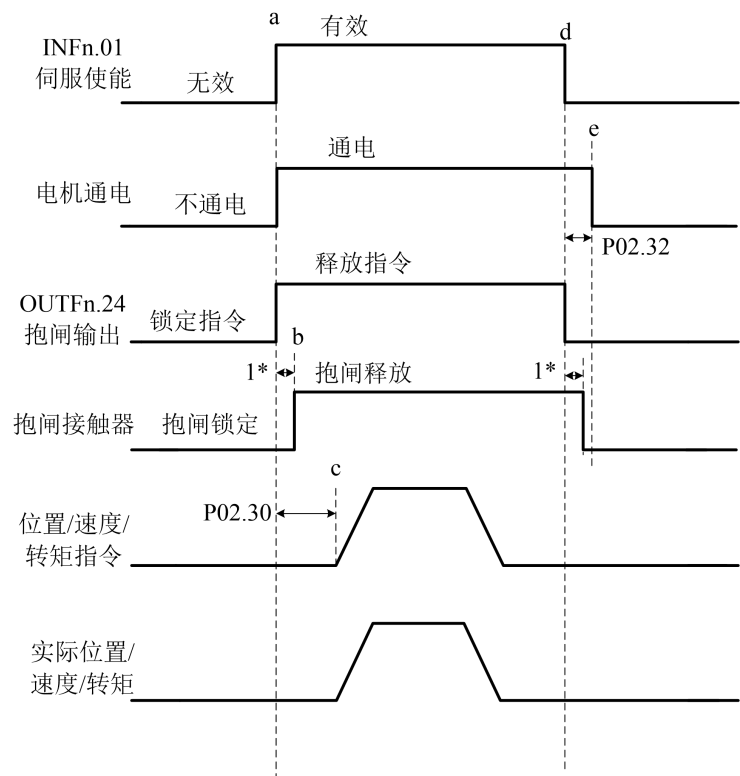 a
有效
d
INFn.01
伺服使能
无效
e
通电
电机通电
不通电
P02.32
释放指令
OUTFn.24
抱闸输出
锁定指令
b
1*
抱闸释放
1*
抱闸接触器
抱闸锁定
c
P02.30
位置/速度/
转矩指令
实际位置/
速度/转矩